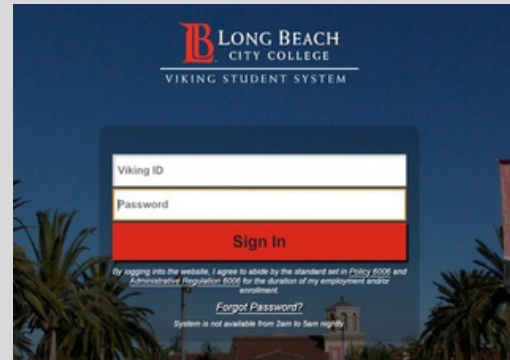 LONG BEACH
CITY COLLEGE
VIKING STUDENT SYSTEM
Viking ID
Password
Sign In
By logging into the website, I agree to abide by the standard set in Policy 6006 and
Administrative Regulation 6006 for the duration of my employment and/or
enrollment.
Forgot Password?
System is not available from 2am to 5am nightly.